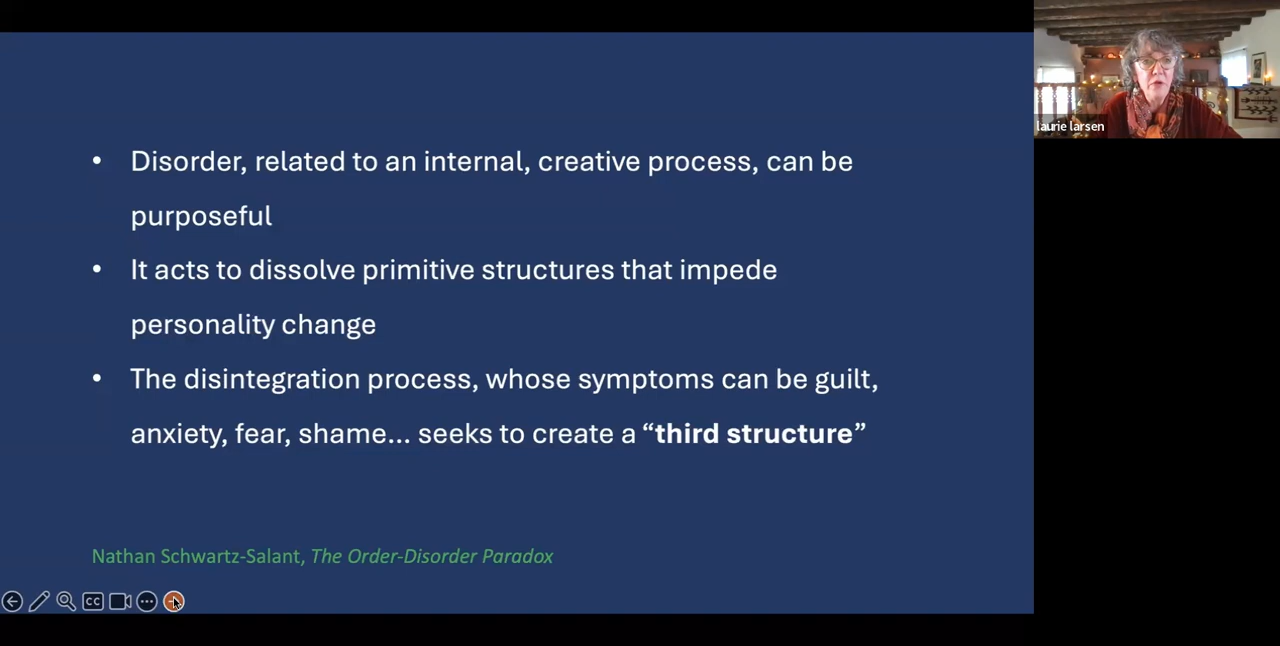 • Disorder, related to an internal, creative process, can be
purposeful
• It acts to dissolve primitive structures that impede
personality change
• The disintegration process, whose symptoms can be guilt,
anxiety, fear, shame... seeks to create a “third structure”
Nathan Schwartz-Salant, The Order-Disorder Paradox
CC
laurie larsen